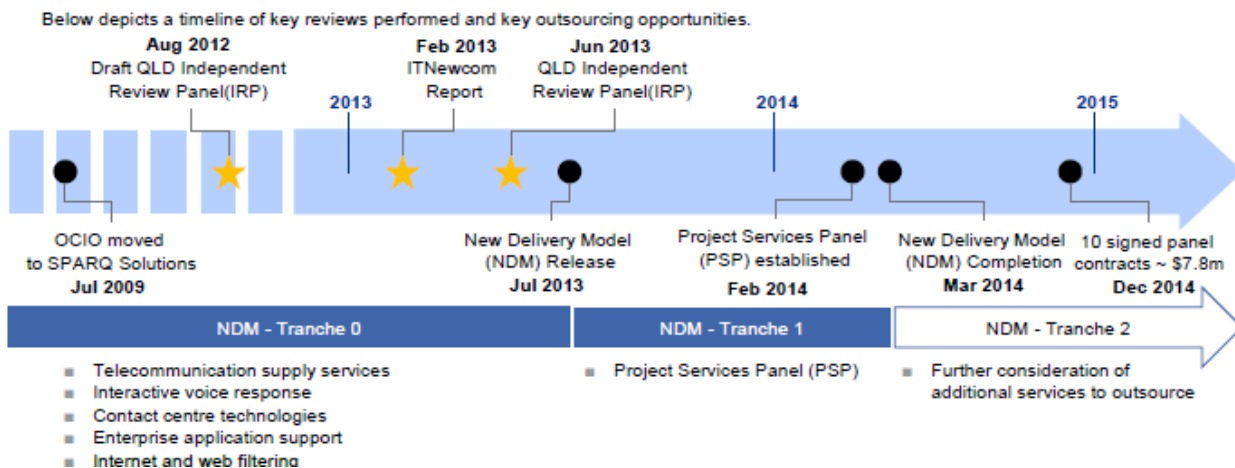 Below depicts a timeline of key reviews performed and key outsourcing opportunities.
Aug 2012
Draft QLD Independent
Review Panel(IRP)
Feb 2013
ITNewcom
Report
Jun 2013
QLD Independent
Review Panel(IRP)
2013
2014
2015
OCIO moved
to SPARQ Solutions
Jul 2009
New Delivery Model
(NDM) Release
Jul 2013
Project Services Panel
(PSP) established
Feb 2014
New Delivery Model
(NDM) Completion
Mar 2014
10 signed panel
contracts ~ $7.8m
Dec 2014
NDM - Tranche 0
NDM - Tranche 1
NDM - Tranche 2
Telecommunication supply services
Interactive voice response
Contact centre technologies
Enterprise application support
Internet and web filtering
Project Services Panel (PSP)
Further consideration of
additional services to outsource